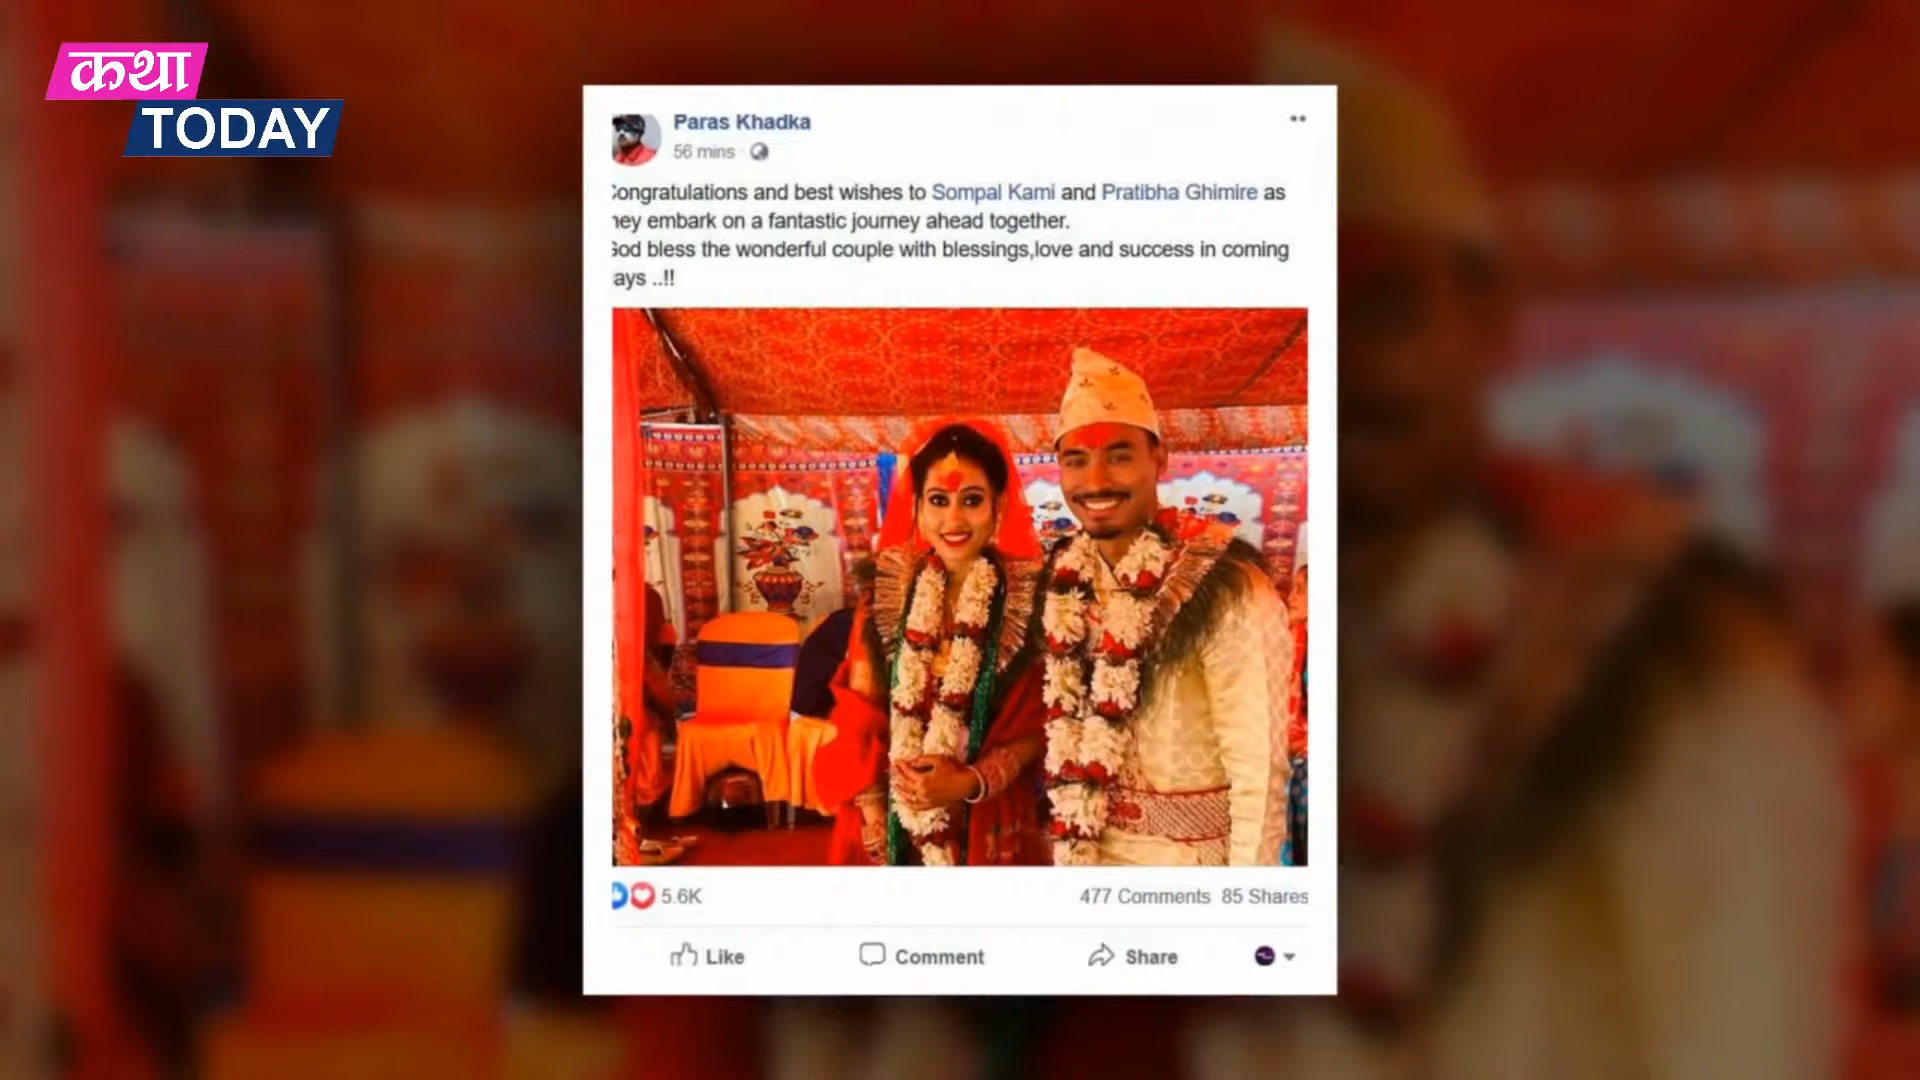 कथा
TODAY
Paras Khadka
56 mins ·
ongratulations and best wishes to Sompal Kami and Pratibha Ghimire as
ey embark on a fantastic journey ahead together.
od bless the wonderful couple with blessings,love and success in coming
ays ..!!
5.6K 477 Comments 85 Shares
Like Comment Share